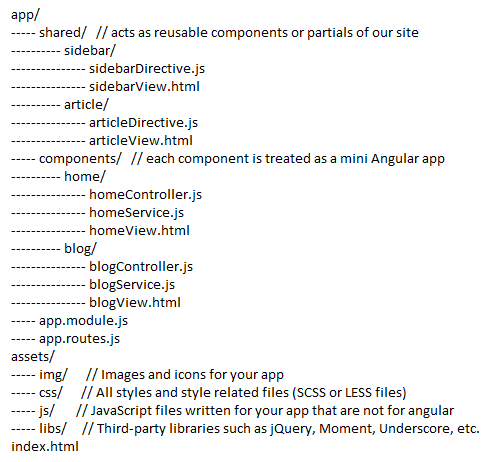 app/
----- shared/   // acts as reusable components or partials of our site
---------- sidebar/
--------------- sidebarDirective.js
--------------- sidebarView.html
---------- article/
--------------- articleDirective.js
--------------- articleView.html
----- components/   // each component is treated as a mini Angular app
---------- home/
--------------- homeController.js
--------------- homeService.js
--------------- homeView.html
---------- blog/
--------------- blogController.js
--------------- blogService.js
--------------- blogView.html
----- app.module.js
----- app.routes.js
assets/
----- img/      // Images and icons for your app
----- css/      // All styles and style related files (SCSS or LESS files)
----- js/       // JavaScript files written for your app that are not for angular
----- libs/     // Third-party libraries such as jQuery, Moment, Underscore, etc.
index.html